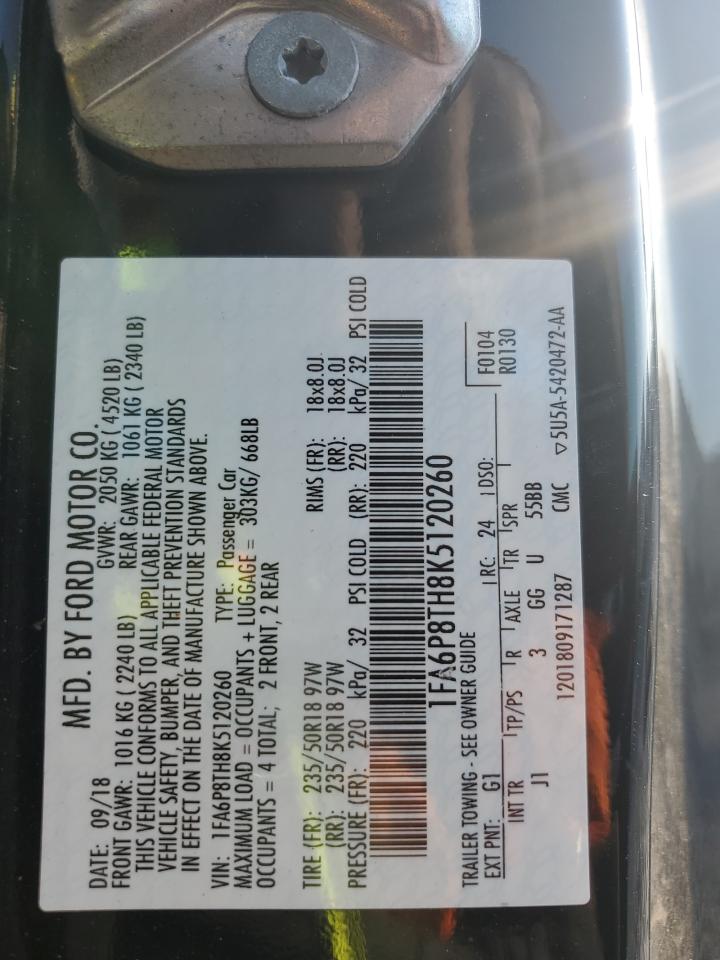 MFD. BY FORD MOTOR CO.
DATE: 09/18 GVWR: 2050 KG ( 4520 LB)
FRONT GAWR: 1016 KG ( 2240 LB) REAR GAWR: 1061 KG ( 2340 LB)
THIS VEHICLE CONFORMS TO ALL APPLICABLE FEDERAL MOTOR
VEHICLE SAFETY, BUMPER, AND THEFT PREVENTION STANDARDS
IN EFFECT ON THE DATE OF MANUFACTURE SHOWN ABOVE.
VIN: 1FA6P8TH8K5120260 TYPE: Passenger Car
MAXIMUM LOAD = OCCUPANTS + LUGGAGE = 303KG/ 668LB
OCCUPANTS = 4 TOTAL; 2 FRONT, 2 REAR
TIRE (FR): 235/50R18 97W RIMS (FR): 18x8.0J
(RR): 235/50R18 97W (RR): 18x8.0J
PRESSURE (FR): 220 kPa/ 32 PSI COLD (RR): 220 kPa/ 32 PSI COLD
1FA6P8TH8K5120260
TRAILER TOWING - SEE OWNER GUIDE F0104
EXT PNT: G1 RC: 24 DSO: R0130
INT TR TP/PS R AXLE TR SPR
J1 3 GG U 55BB
1201809171287 CMC ▽5U5A-5420472-AA